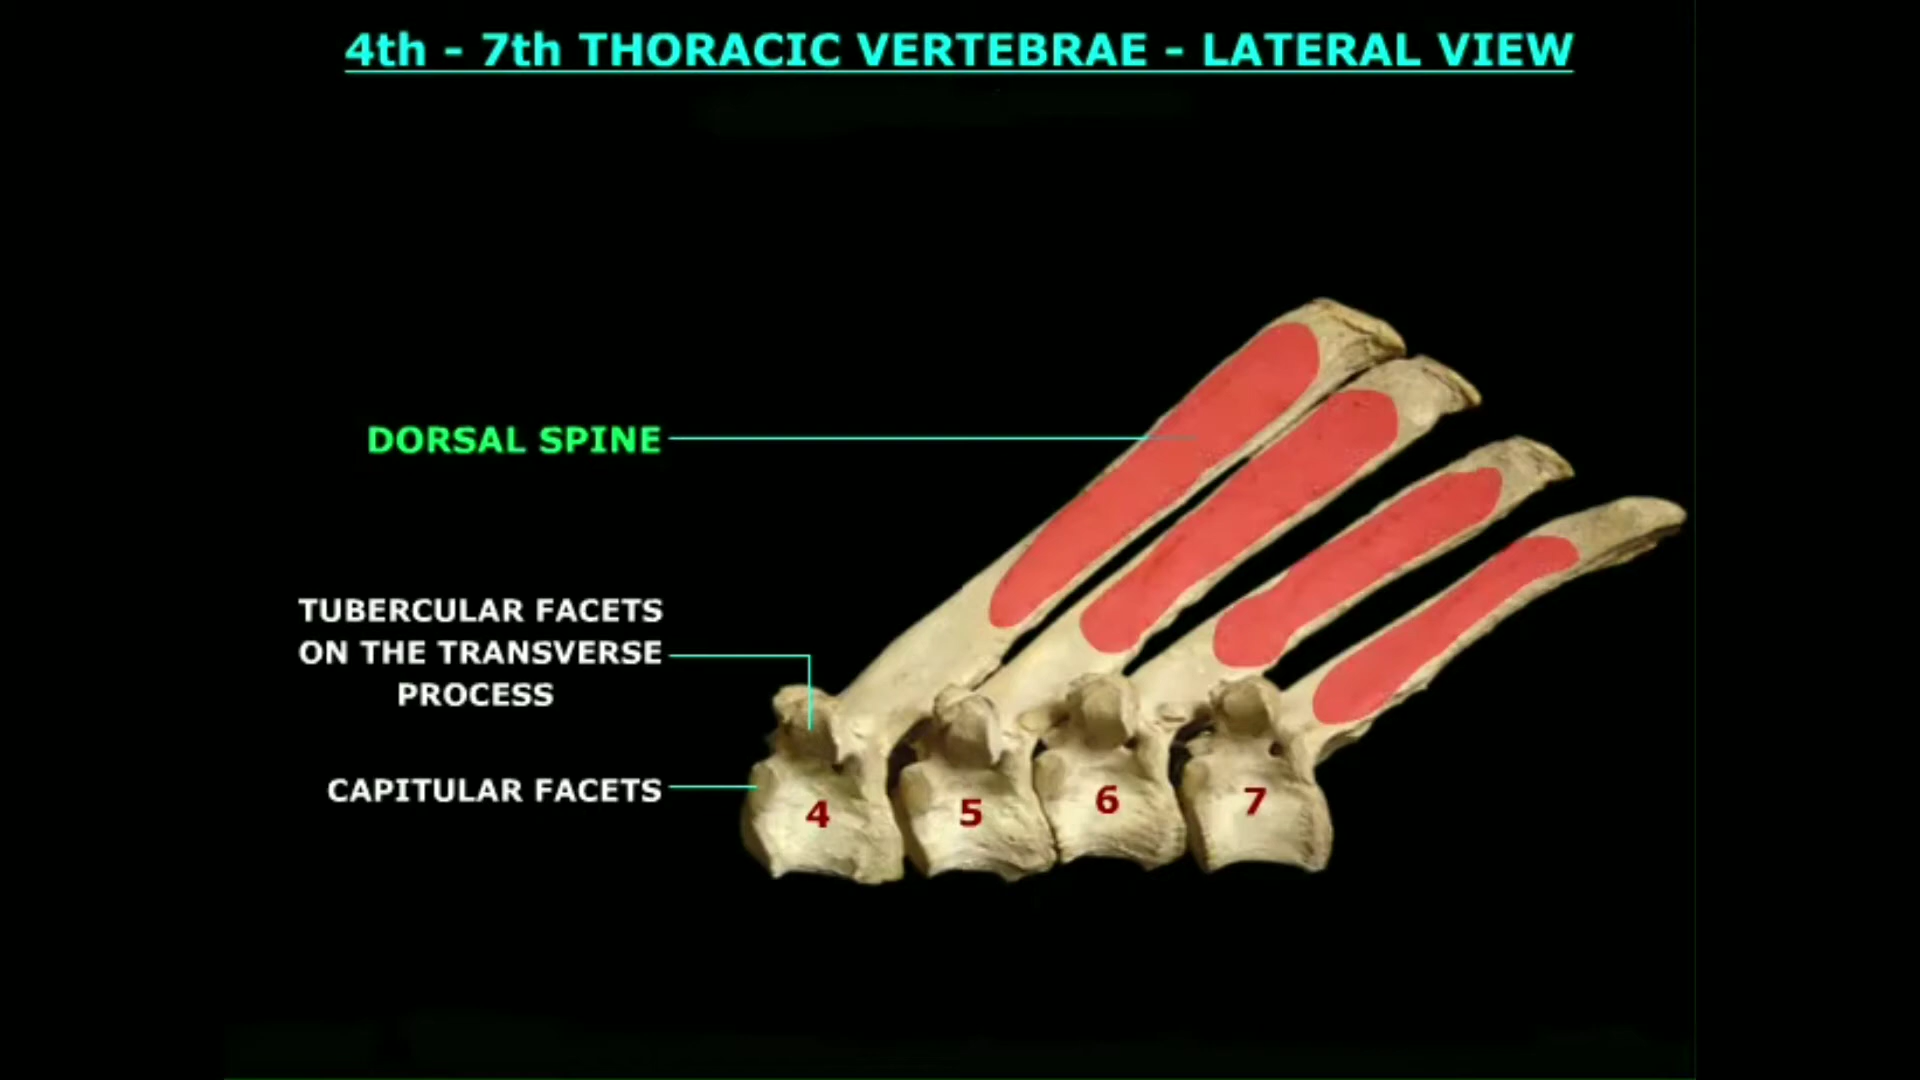 4th - 7th THORACIC VERTEBRAE - LATERAL VIEW
DORSAL SPINE
TUBERCULAR FACETS
ON THE TRANSVERSE
PROCESS
CAPITULAR FACETS
4
5
6
7